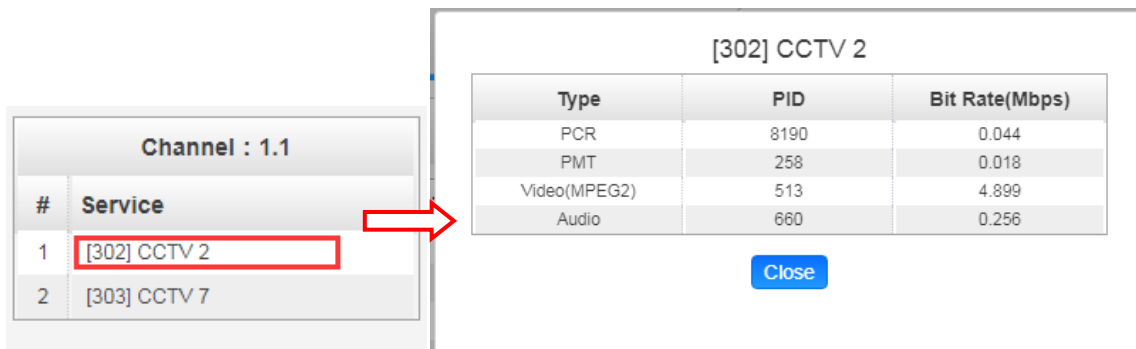 Channel : 1.1
# Service
1 [302] CCTV 2
2 [303] CCTV 7
[302] CCTV 2
Type PID Bit Rate(Mbps)
PCR 8190 0.044
PMT 258 0.018
Video(MPEG2) 513 4.899
Audio 660 0.256
Close